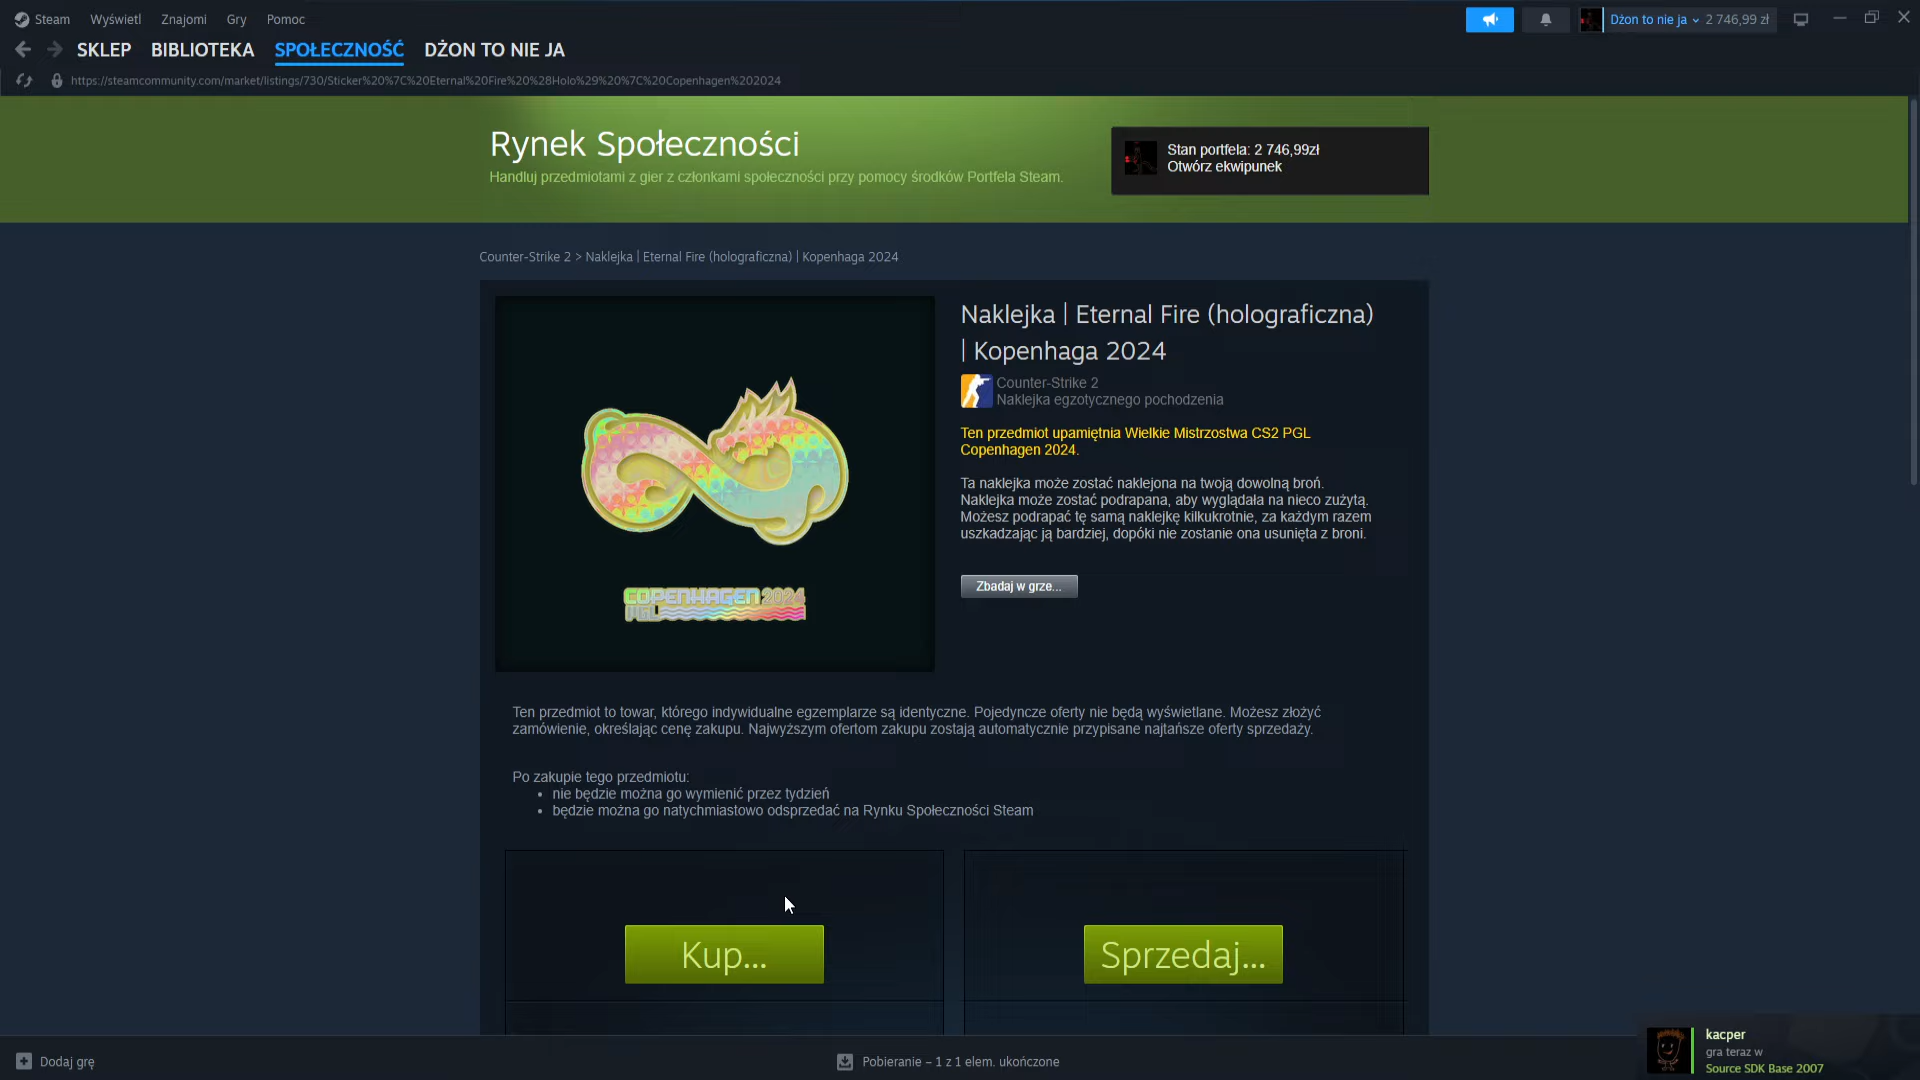 Steam Wyświetl Znajomi Gry Pomoc
Dżon to nie ja 2 746,99 zł
SKLEP BIBLIOTEKA SPOŁECZNOŚĆ DŻON TO NIE JA
https://steamcommunity.com/market/listings/730/Sticker%20%7C%20Eternal%20Fire%20%28Holo%29%20%7C%20Copenhagen%202024
Rynek Społeczności
Handluj przedmiotami z gier z członkami społeczności przy pomocy środków Portfela Steam.
Stan portfela: 2 746,99zł
Otwórz ekwipunek
Counter-Strike 2 > Naklejka | Eternal Fire (holograficzna) | Kopenhaga 2024
COPENHAGEN 2024
PGL
Naklejka | Eternal Fire (holograficzna)
| Kopenhaga 2024
Counter-Strike 2
Naklejka egzotycznego pochodzenia
Ten przedmiot upamiętnia Wielkie Mistrzostwa CS2 PGL
Copenhagen 2024.
Ta naklejka może zostać naklejona na twoją dowolną broń.
Naklejka może zostać podrapana, aby wyglądała na nieco zużytą.
Możesz podrapać tę samą naklejkę kilkukrotnie, za każdym razem
uszkadzając ją bardziej, dopóki nie zostanie ona usunięta z broni.
Zbadaj w grze...
Ten przedmiot to towar, którego indywidualne egzemplarze są identyczne. Pojedyncze oferty nie będą wyświetlane. Możesz złożyć
zamówienie, określając cenę zakupu. Najwyższym ofertom zakupu zostają automatycznie przypisane najtańsze oferty sprzedaży.
Po zakupie tego przedmiotu:
• nie będzie można go wymienić przez tydzień
• będzie można go natychmiastowo odsprzedać na Rynku Społeczności Steam
Kup...
Sprzedaj...
Dodaj grę
Pobieranie – 1 z 1 elem. ukończone
kacper
gra teraz w
Source SDK Base 2007